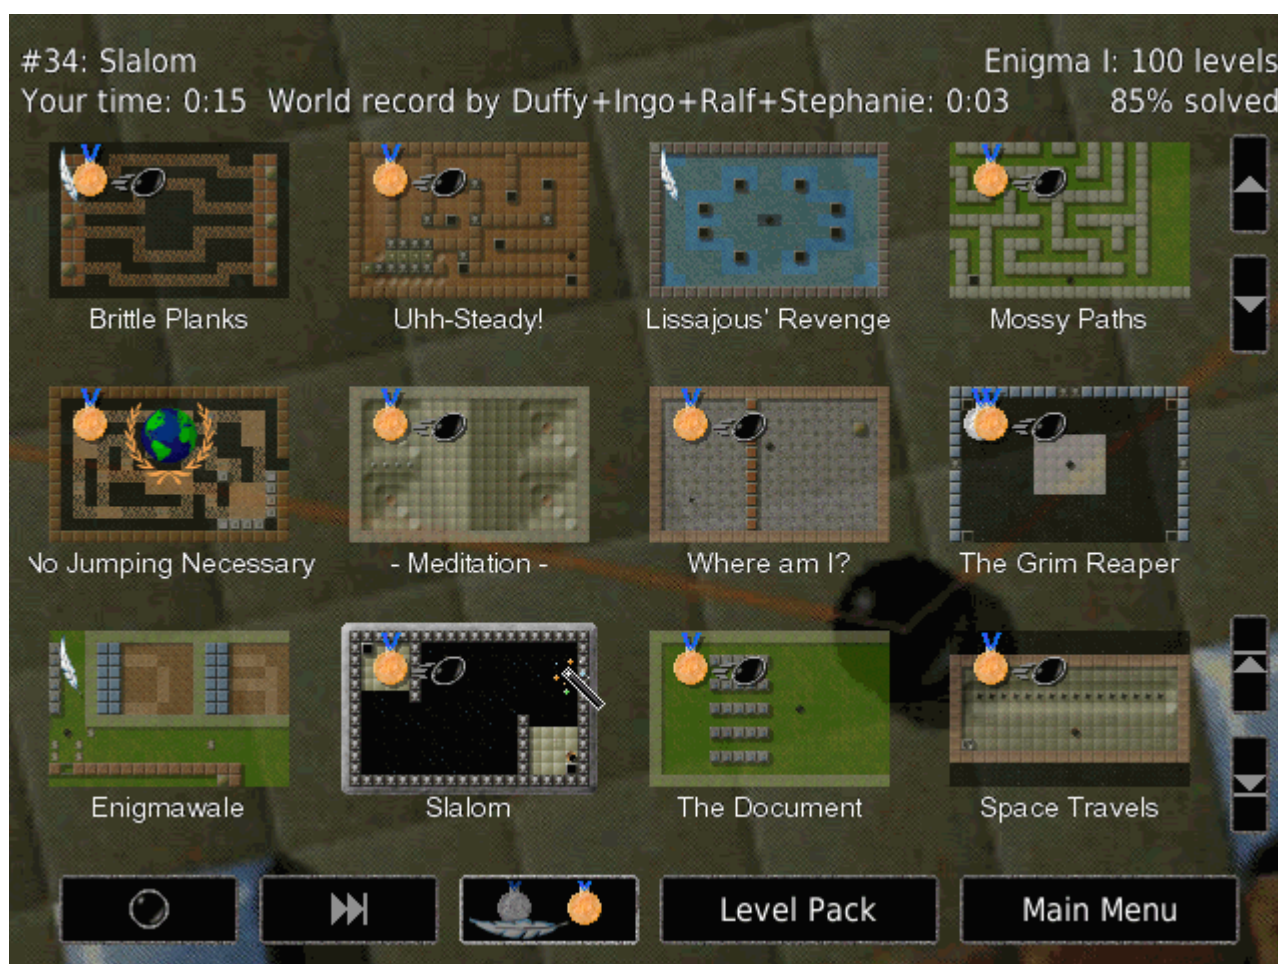 #34: Slalom
Enigma I: 100 levels
Your time: 0:15 World record by Duffy+Ingo+Ralf+Stephanie: 0:03
85% solved
Brittle Planks
Uhh-Steady!
Lissajous' Revenge
Mossy Paths
No Jumping Necessary
- Meditation -
Where am I?
The Grim Reaper
Enigmawale
Slalom
The Document
Space Travels
Level Pack
Main Menu